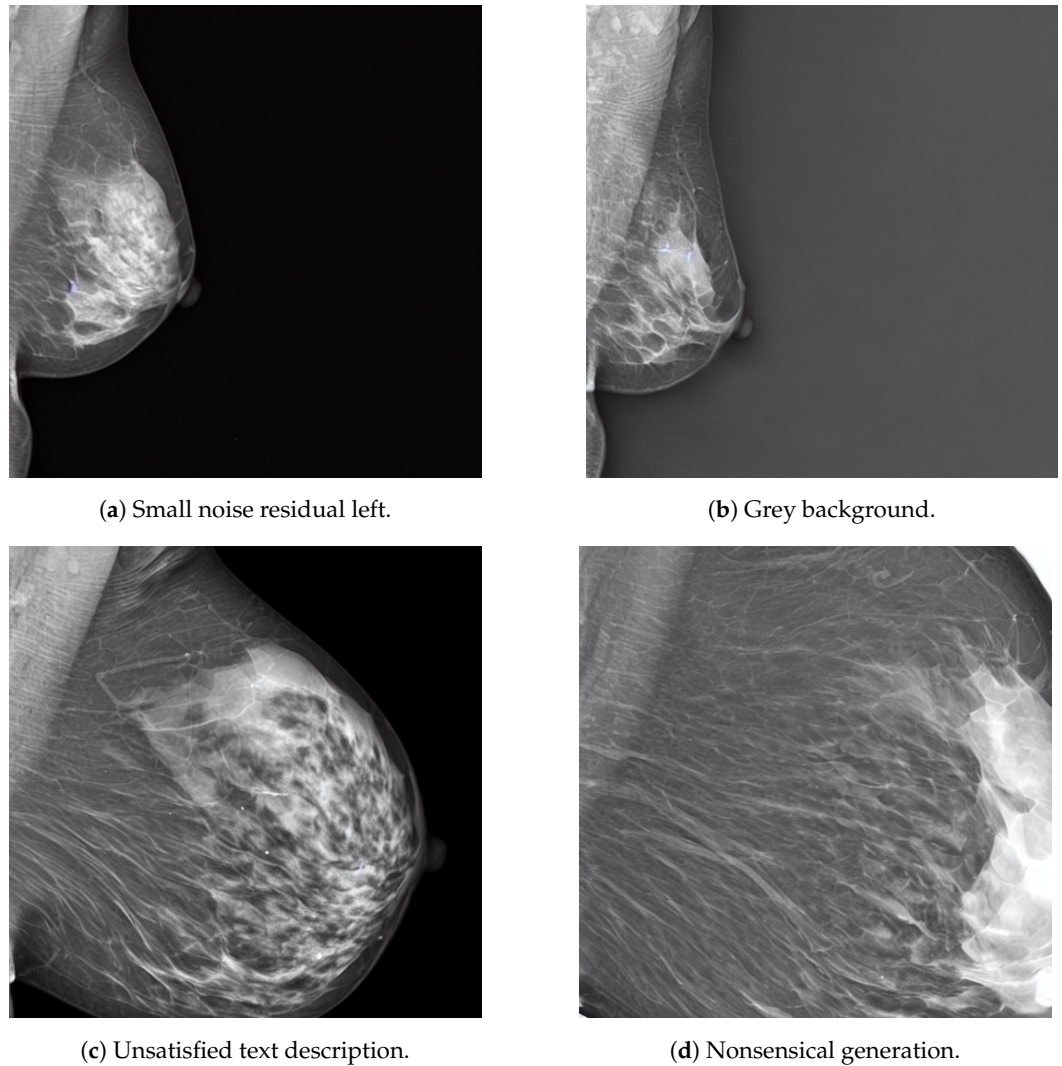 (a) Small noise residual left.
(b) Grey background.
(c) Unsatisfied text description.
(d) Nonsensical generation.